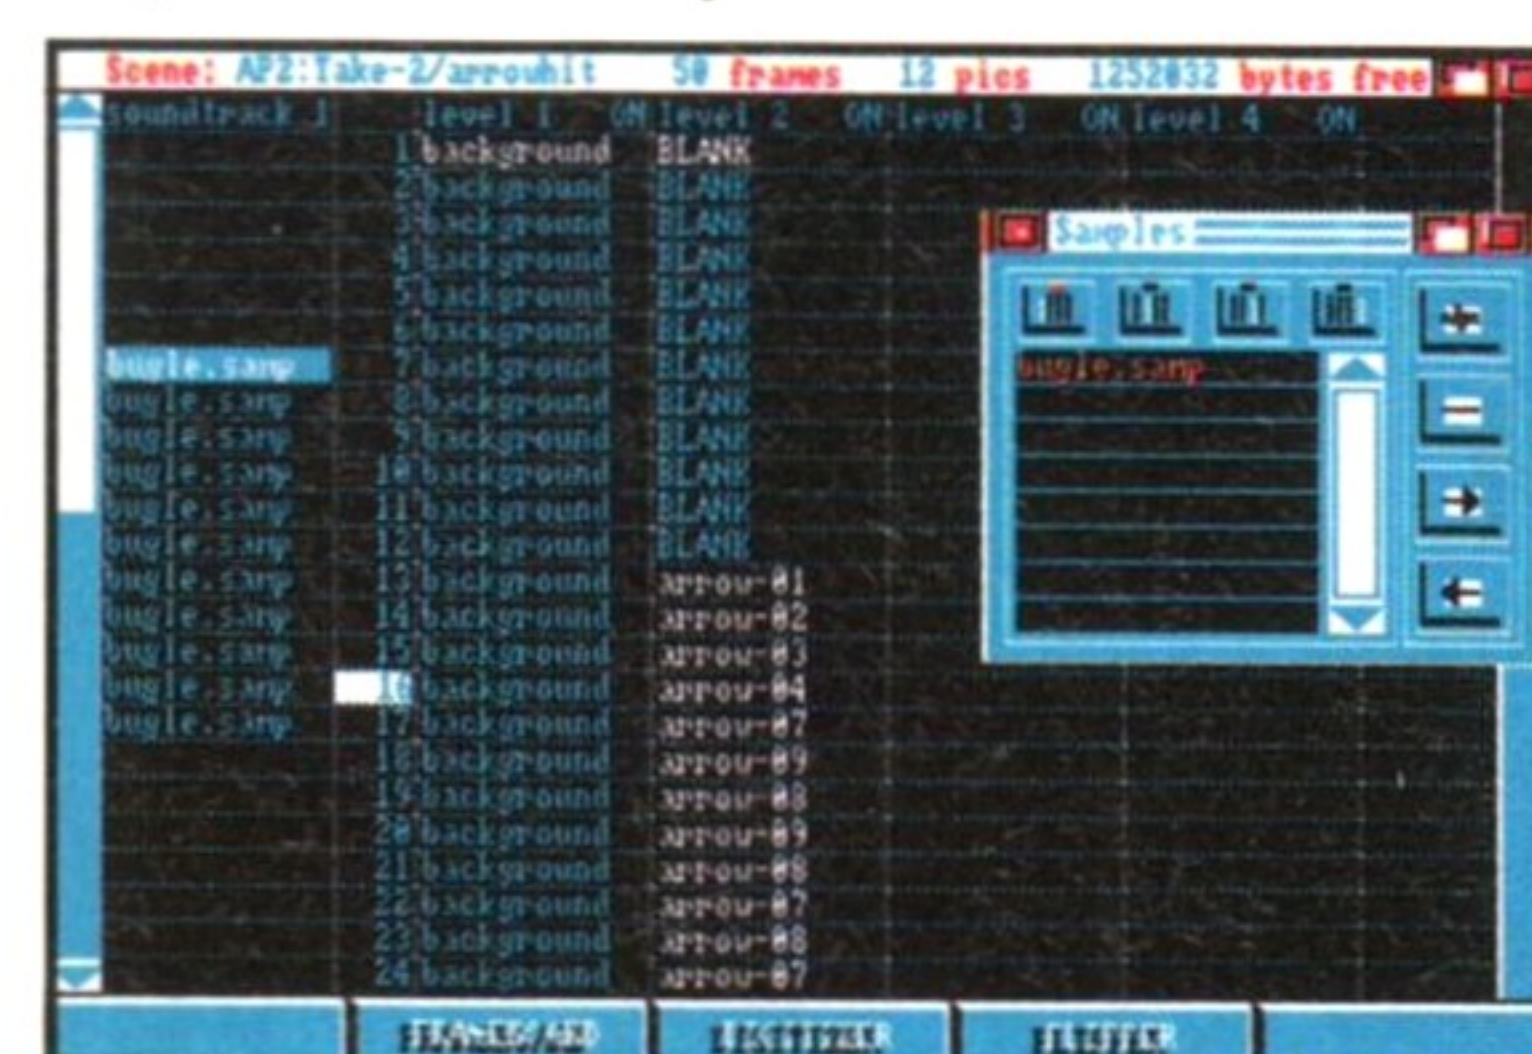 Scene: AP2:Take-2/arrowhit 50 frames 12 pics 1252032 bytes free
soundtrack 1 level 1 ON level 2 ON level 3 ON level 4 ON
1 background BLANK
2 background BLANK
3 background BLANK
4 background BLANK
5 background BLANK
6 background BLANK
bugle.samp 7 background BLANK
bugle.samp 8 background BLANK
bugle.samp 9 background BLANK
bugle.samp 10 background BLANK
bugle.samp 11 background BLANK
bugle.samp 12 background BLANK
bugle.samp 13 background arrow-01
bugle.samp 14 background arrow-02
bugle.samp 15 background arrow-03
bugle.samp 16 background arrow-04
bugle.samp 17 background arrow-07
18 background arrow-09
19 background arrow-08
20 background arrow-09
21 background arrow-08
22 background arrow-07
23 background arrow-08
24 background arrow-07
Samples
bugle.samp